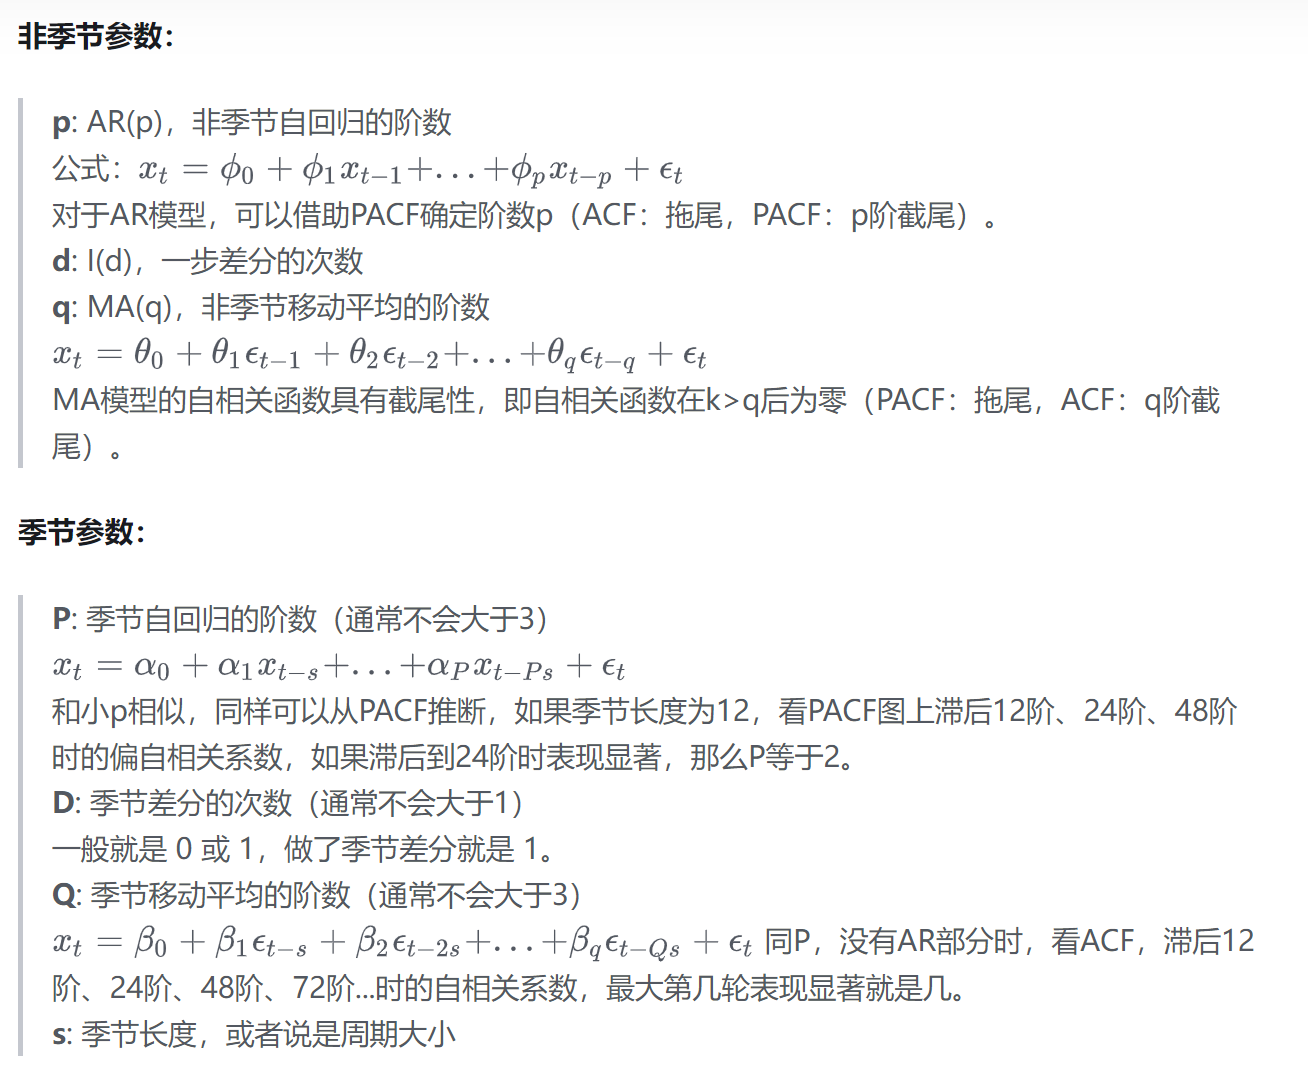 非季节参数：
p: AR(p)，非季节自回归的阶数
公式：$x_t = \phi_0 + \phi_1 x_{t-1}+...+\phi_p x_{t-p} + \epsilon_t$
对于AR模型，可以借助PACF确定阶数p（ACF：拖尾，PACF：p阶截尾）。
d: I(d)，一步差分的次数
q: MA(q)，非季节移动平均的阶数
$x_t = \theta_0 + \theta_1 \epsilon_{t-1} + \theta_2 \epsilon_{t-2}+...+\theta_q \epsilon_{t-q} + \epsilon_t$
MA模型的自相关函数具有截尾性，即自相关函数在k>q后为零（PACF：拖尾，ACF：q阶截
尾）。
季节参数：
P: 季节自回归的阶数（通常不会大于3）
$x_t = \alpha_0 + \alpha_1 x_{t-s}+...+\alpha_P x_{t-Ps} + \epsilon_t$
和小p相似，同样可以从PACF推断，如果季节长度为12，看PACF图上滞后12阶、24阶、48阶
时的偏自相关系数，如果滞后到24阶时表现显著，那么P等于2。
D: 季节差分的次数（通常不会大于1）
一般就是 0 或 1，做了季节差分就是 1。
Q: 季节移动平均的阶数（通常不会大于3）
$x_t = \beta_0 + \beta_1 \epsilon_{t-s} + \beta_2 \epsilon_{t-2s}+...+\beta_q \epsilon_{t-Qs} + \epsilon_t$ 同P，没有AR部分时，看ACF，滞后12
阶、24阶、48阶、72阶...时的自相关系数，最大第几轮表现显著就是几。
s: 季节长度，或者说是周期大小